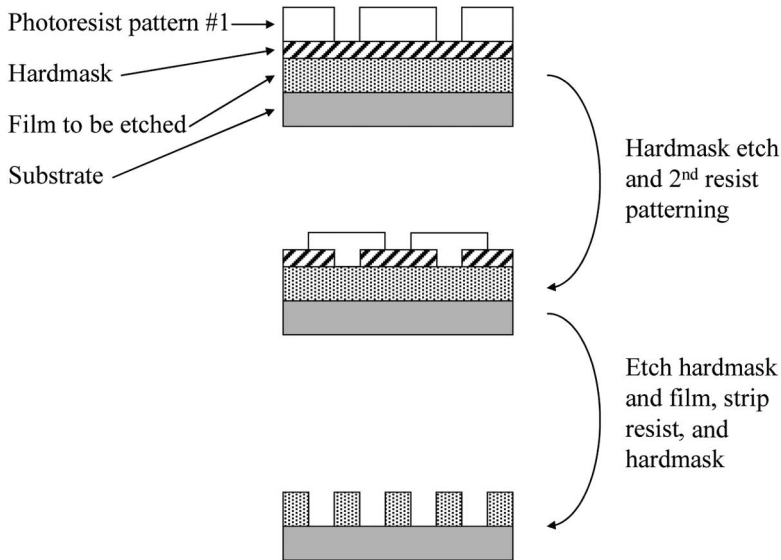 Photoresist pattern #1
Hardmask
Film to be etched
Substrate
Hardmask etch
and 2nd resist
patterning
Etch hardmask
and film, strip
resist, and
hardmask